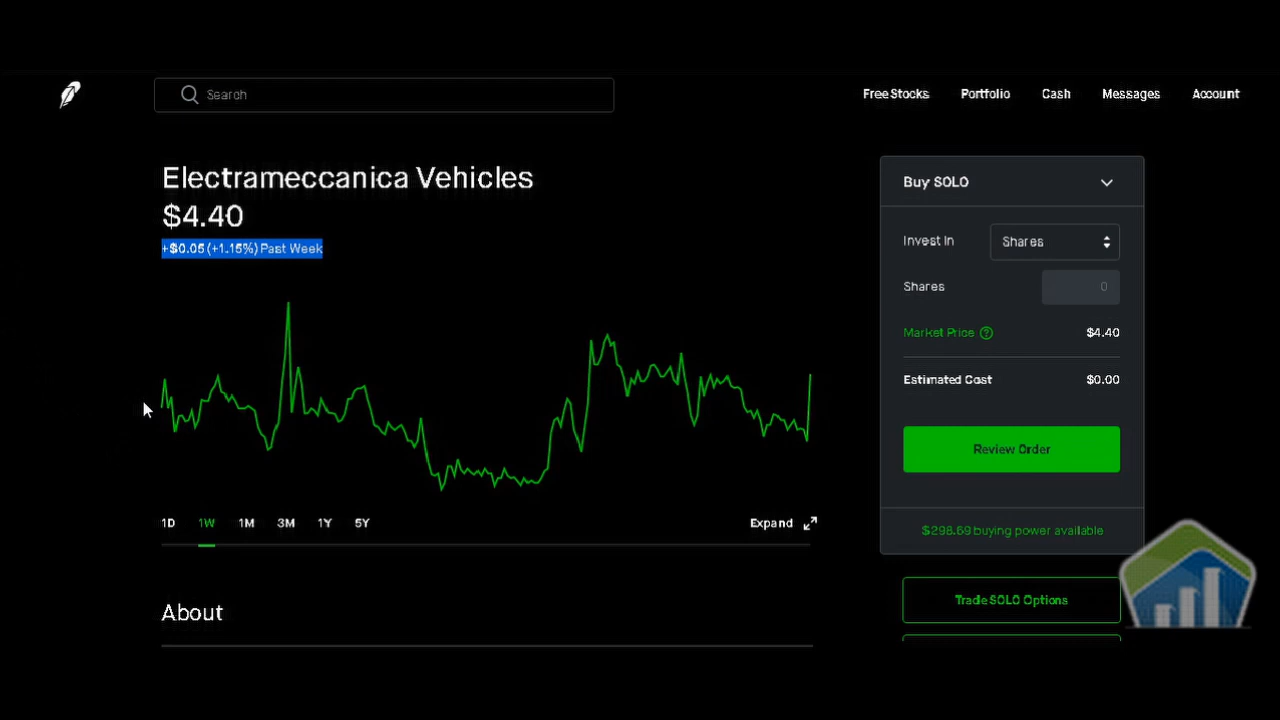 Search
Free Stocks Portfolio Cash Messages Account
Electrameccanica Vehicles
$4.40
+$0.05 (+1.15%) Past Week
Buy SOLO
Invest In Shares
Shares 0
Market Price ? $4.40
Estimated Cost $0.00
Review Order
$298.69 buying power available
1D 1W 1M 3M 1Y 5Y Expand
Trade SOLO Options
About